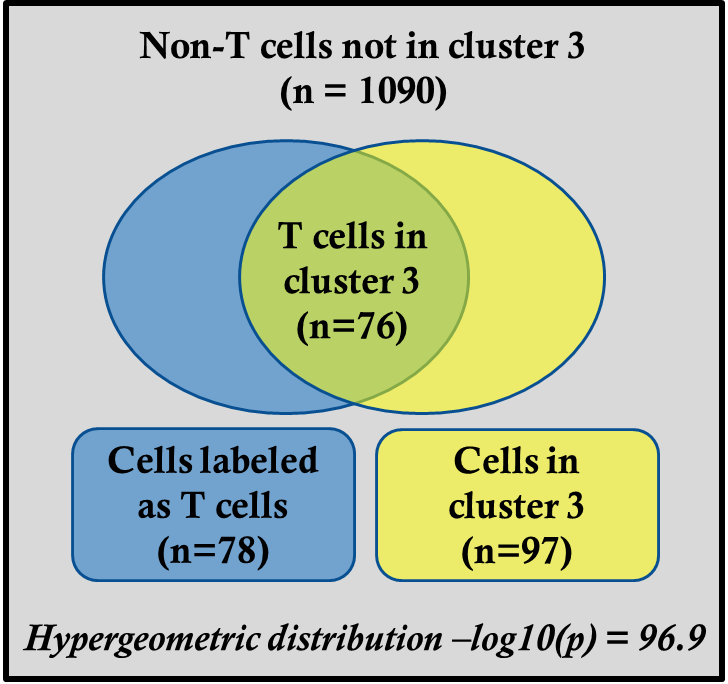 Non-T cells not in cluster 3
(n = 1090)
T cells in
cluster 3
(n=76)
Cells labeled
as T cells
(n=78)
Cells in
cluster 3
(n=97)
Hypergeometric distribution –log10(p) = 96.9